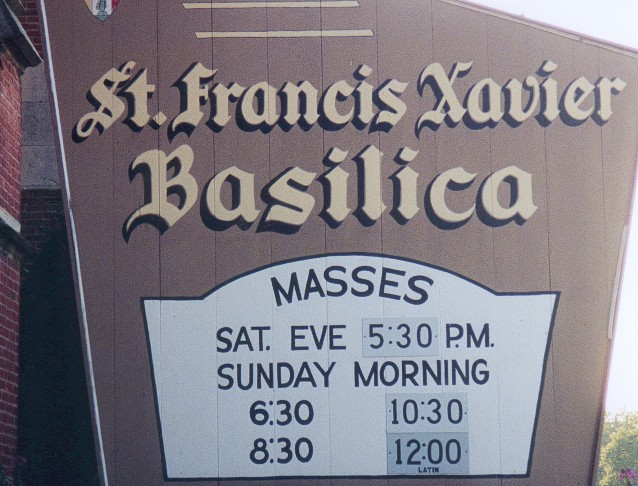 St. Francis Xavier
Basilica
MASSES
SAT. EVE 5:30 P.M.
SUNDAY MORNING
6:30 10:30
8:30 12:00
LATIN